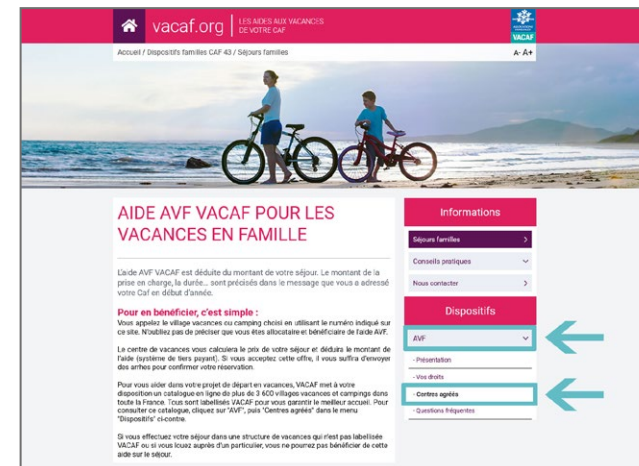 vacaf.org
LES AIDES AUX VACANCES
DE VOTRE CAF
VACAF
Accueil / Dispositifs familles CAF 43 / Séjours familles
A- A+
AIDE AVF VACAF POUR LES
VACANCES EN FAMILLE
L'aide AVF VACAF est déduite du montant de votre séjour. Le montant de la
prise en charge, la durée... sont précisés dans le message que vous a adressé
votre Caf en début d'année.
Pour en bénéficier, c'est simple :
Vous appelez le village vacances ou camping choisi en utilisant le numéro indiqué sur
ce site. N'oubliez pas de préciser que vous êtes allocataire et bénéficiaire de l'aide AVF.
Le centre de vacances vous calculera le prix de votre séjour et déduira le montant de
l'aide (système de tiers payant). Si vous acceptez cette offre, il vous suffira d'envoyer
des arrhes pour confirmer votre réservation.
Pour vous aider dans votre projet de départ en vacances, VACAF met à votre
disposition un catalogue en ligne de plus de 3 600 villages vacances et campings dans
toute la France. Tous sont labellisés VACAF pour vous garantir le meilleur accueil. Pour
consulter ce catalogue, cliquez sur "AVF", puis "Centres agréés" dans le menu
"Dispositifs" ci-contre.
Si vous effectuez votre séjour dans une structure de vacances qui n'est pas labellisée
VACAF ou si vous louez auprès d'un particulier, vous ne pourrez pas bénéficier de cette
aide sur le séjour.
Informations
Séjours familles
Conseils pratiques
Nous contacter
Dispositifs
AVF
- Présentation
- Vos droits
- Centres agréés
- Questions fréquentes